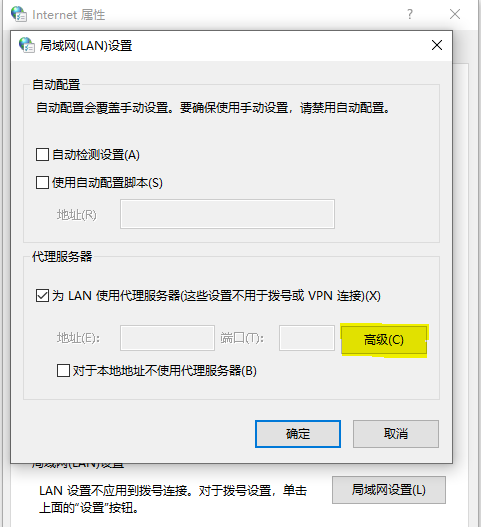 Internet 属性
局域网(LAN)设置
自动配置
自动配置会覆盖手动设置。要确保使用手动设置，请禁用自动配置。
自动检测设置(A)
使用自动配置脚本(S)
地址(R)
代理服务器
为 LAN 使用代理服务器(这些设置不用于拨号或 VPN 连接)(X)
地址(E):
端口(T):
高级(C)
对于本地地址不使用代理服务器(B)
确定
取消
局域网(LAN)设置
LAN 设置不应用到拨号连接。对于拨号设置，单击
上面的“设置”按钮。
局域网设置(L)